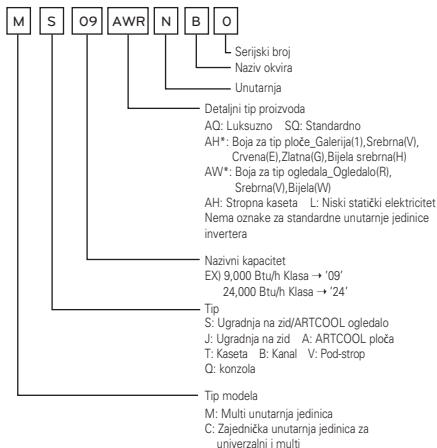 M S 09 AWR N B 0
Serijski broj
Naziv okvira
Unutarnja
Detaljni tip proizvoda
AQ: Luksuzno SQ: Standardno
AH*: Boja za tip ploče_Galerija(1),Srebrna(V),
Crvena(E),Zlatna(G),Bijela srebrna(H)
AW*: Boja za tip ogledala_Ogledalo(R),
Srebrna(V),Bijela(W)
AH: Stropna kaseta L: Niski statički elektricitet
Nema oznake za standardne unutarnje jedinice
invertera
Nazivni kapacitet
EX) 9,000 Btu/h Klasa → '09'
24,000 Btu/h Klasa → '24'
Tip
S: Ugradnja na zid/ARTCOOL ogledalo
J: Ugradnja na zid A: ARTCOOL ploča
T: Kaseta B: Kanal V: Pod-strop
Q: konzola
Tip modela
M: Multi unutarnja jedinica
C: Zajednička unutarnja jedinica za
univerzalni i multi